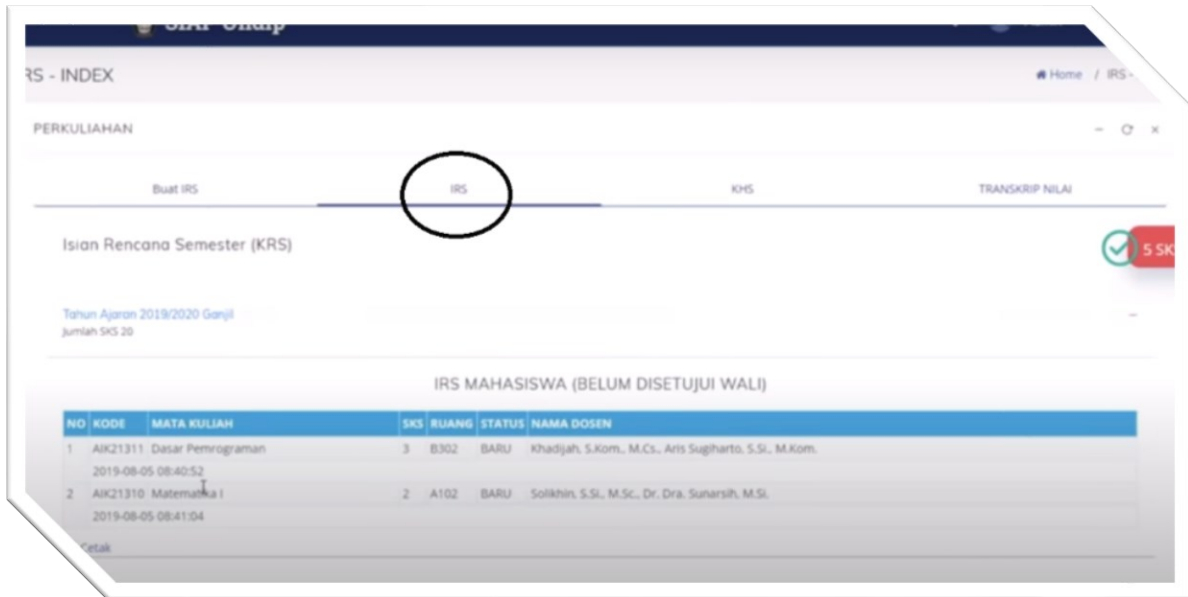 SIAP Undip
RS - INDEX
Home / IRS -
PERKULIAHAN
Buat IRS IRS KHS TRANSKRIP NILAI
Isian Rencana Semester (KRS)
5 SK
Tahun Ajaran 2019/2020 Ganjil
Jumlah SKS 20
IRS MAHASISWA (BELUM DISETUJUI WALI)
NO KODE MATA KULIAH SKS RUANG STATUS NAMA DOSEN
1 AIK21311 Dasar Pemrograman 3 B302 BARU Khadijah, S.Kom., M.Cs., Aris Sugiharto, S.Si., M.Kom.
2019-08-05 08:40:52
2 AIK21310 Matematika I 2 A102 BARU Solikhin, S.Si., M.Sc., Dr. Dra. Sunarsih, M.Si.
2019-08-05 08:41:04
Cetak